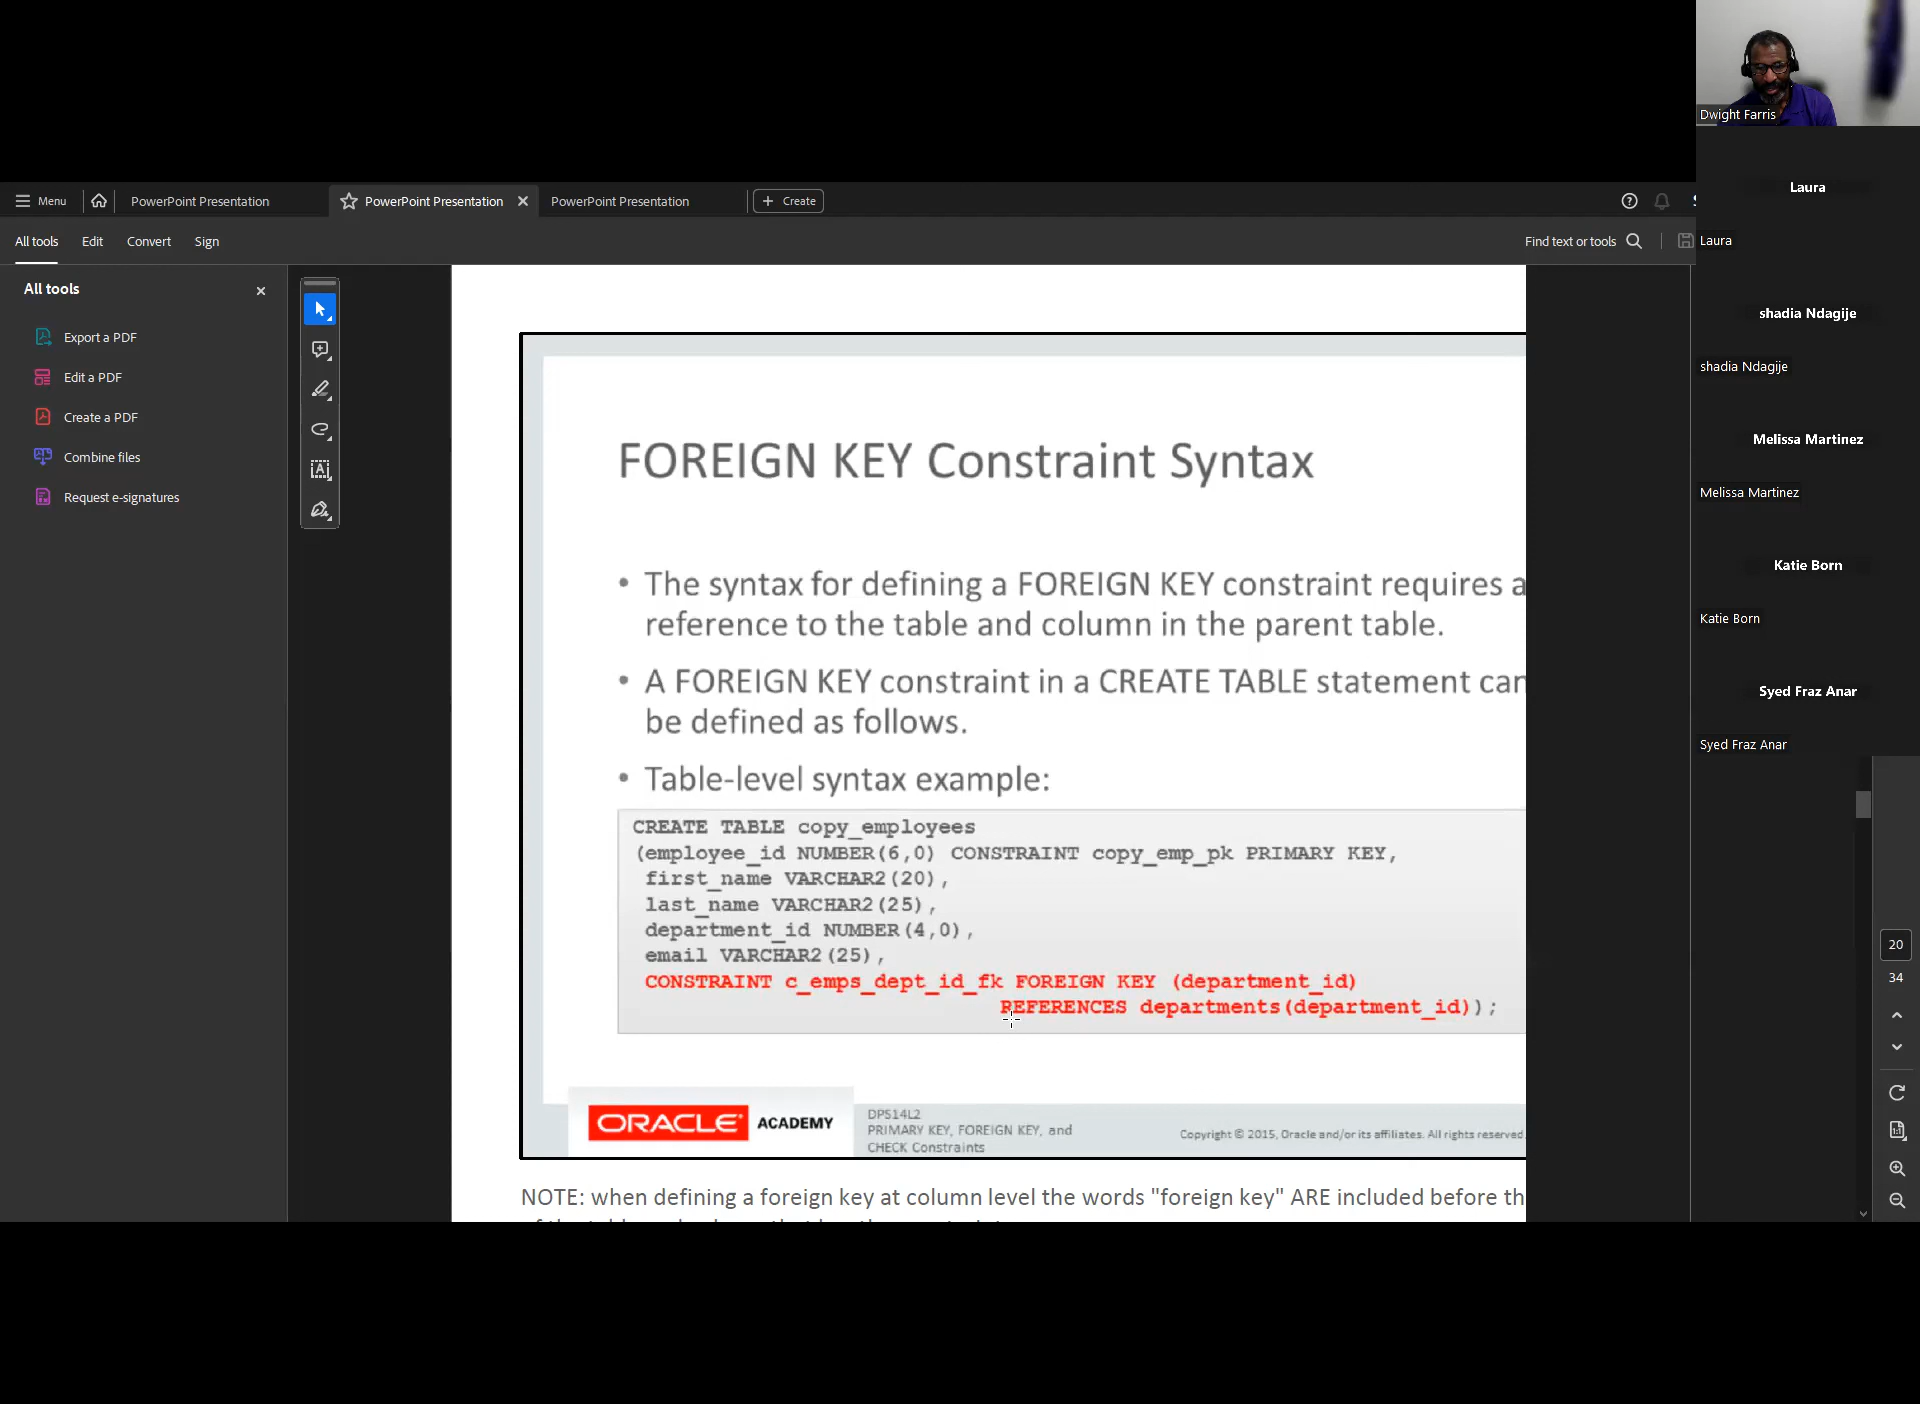 Dwight Farris
Menu
PowerPoint Presentation
PowerPoint Presentation
PowerPoint Presentation
Create
All tools
Edit
Convert
Sign
Find text or tools
All tools
Export a PDF
Edit a PDF
Create a PDF
Combine files
Request e-signatures
FOREIGN KEY Constraint Syntax
• The syntax for defining a FOREIGN KEY constraint requires a
reference to the table and column in the parent table.
• A FOREIGN KEY constraint in a CREATE TABLE statement can
be defined as follows.
• Table-level syntax example:
CREATE TABLE copy_employees
(employee_id NUMBER(6,0) CONSTRAINT copy_emp_pk PRIMARY KEY,
first_name VARCHAR2(20),
last_name VARCHAR2(25),
department_id NUMBER(4,0),
email VARCHAR2(25),
CONSTRAINT c_emps_dept_id_fk FOREIGN KEY (department_id)
REFERENCES departments(department_id));
ORACLE ACADEMY
DPS14L2
PRIMARY KEY, FOREIGN KEY, and
CHECK Constraints
Copyright © 2015, Oracle and/or its affiliates. All rights reserved.
NOTE: when defining a foreign key at column level the words "foreign key" ARE included before th
Laura
Laura
shadia Ndagije
shadia Ndagije
Melissa Martinez
Melissa Martinez
Katie Born
Katie Born
Syed Fraz Anar
Syed Fraz Anar
20
34